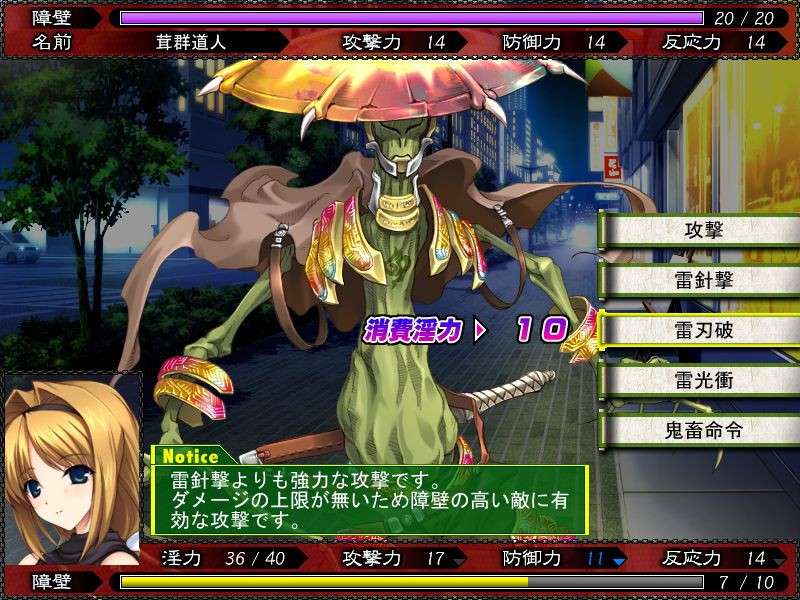 障壁 20 / 20
名前 茸群道人 攻撃力 14 防御力 14 反応力 14
攻撃
雷針撃
消費淫力 10
雷刃破
雷光衝
鬼畜命令
Notice
雷針撃よりも強力な攻撃です。
ダメージの上限が無いため障壁の高い敵に有
効な攻撃です。
淫力 36 / 40 攻撃力 17 防御力 11 反応力 14
障壁 7 / 10